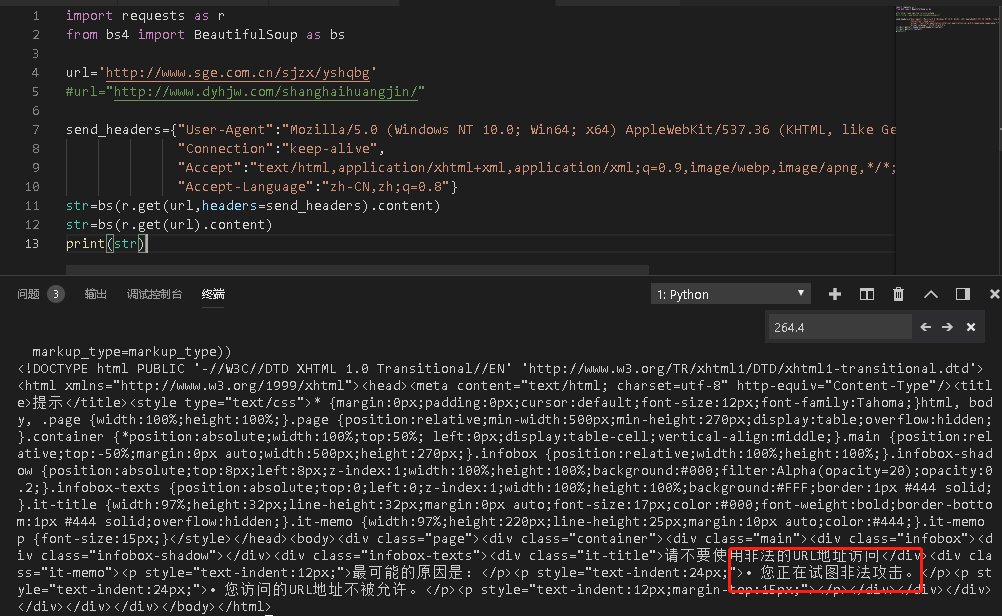 1 import requests as r
2 from bs4 import BeautifulSoup as bs
3
4 url='http://www.sge.com.cn/sjzx/yshqbg'
5 #url="http://www.dyhjw.com/shanghaihuangjin/"
6
7 send_headers={"User-Agent":"Mozilla/5.0 (Windows NT 10.0; Win64; x64) AppleWebKit/537.36 (KHTML, like Ge
8 "Connection":"keep-alive",
9 "Accept":"text/html,application/xhtml+xml,application/xml;q=0.9,image/webp,image/apng,*/*;
10 "Accept-Language":"zh-CN,zh;q=0.8"}
11 str=bs(r.get(url,headers=send_headers).content)
12 str=bs(r.get(url).content)
13 print(str)
问题 3 输出 调试控制台 终端 1: Python
264.4
markup_type=markup_type))
<!DOCTYPE html PUBLIC '-//W3C//DTD XHTML 1.0 Transitional//EN' 'http://www.w3.org/TR/xhtml1/DTD/xhtml1-transitional.dtd'>
<html xmlns="http://www.w3.org/1999/xhtml"><head><meta content="text/html; charset=utf-8" http-equiv="Content-Type"/><titl
e>提示</title><style type="text/css">* {margin:0px;padding:0px;cursor:default;font-size:12px;font-family:Tahoma;}html, bod
y, .page {width:100%;height:100%;}.page {position:relative;min-width:500px;min-height:270px;display:table;overflow:hidden;
}.container {*position:absolute;width:100%;top:50%; left:0px;display:table-cell;vertical-align:middle;}.main {position:rel
ative;top:-50%;margin:0px auto;width:500px;height:270px;}.infobox {position:relative;width:100%;height:100%;}.infobox-shad
ow {position:absolute;top:8px;left:8px;z-index:1;width:100%;height:100%;background:#000;filter:Alpha(opacity=20);opacity:0
.2;}.infobox-texts {position:absolute;top:0;left:0;z-index:1;width:100%;height:100%;background:#FFF;border:1px #444 solid;
}.it-title {width:97%;height:32px;line-height:32px;margin:0px auto;font-size:17px;color:#000;font-weight:bold;border-botto
m:1px #444 solid;overflow:hidden;}.it-memo {width:97%;height:220px;line-height:25px;margin:10px auto;color:#444;}.it-memo
p {font-size:15px;}</style></head><body><div class="page"><div class="container"><div class="main"><div class="infobox"><d
iv class="infobox-shadow"></div><div class="infobox-texts"><div class="it-title">请不要使用非法的URL地址访问</div><div cla
ss="it-memo"><p style="text-indent:12px;">最可能的原因是：</p><p style="text-indent:24px;">• 您正在试图非法攻击。</p><p st
yle="text-indent:24px;">• 您访问的URL地址不被允许。</p><p style="text-indent:12px;margin-top:15px;"></p></div></div></div>
</div></div></div></body></html>